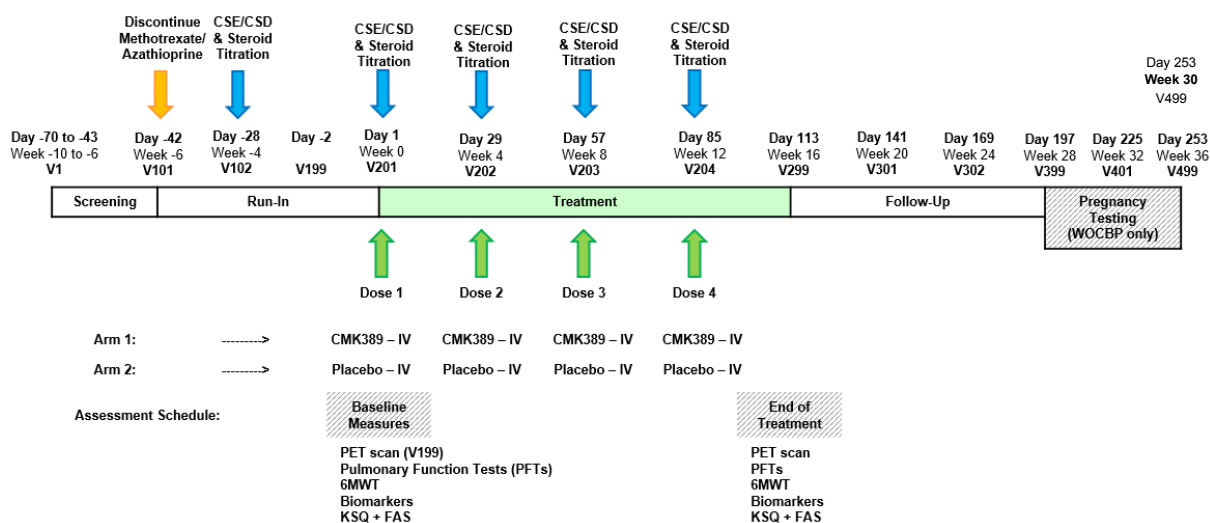 Discontinue
Methotrexate/
Azathioprine
CSE/CSD
& Steroid
Titration
CSE/CSD
& Steroid
Titration
CSE/CSD
& Steroid
Titration
CSE/CSD
& Steroid
Titration
CSE/CSD
& Steroid
Titration
Day 253
Week 30
V499
Day -70 to -43
Week -10 to -6
V1
Day -42
Week -6
V101
Day -28
Week -4
V102
Day -2
V199
Day 1
Week 0
V201
Day 29
Week 4
V202
Day 57
Week 8
V203
Day 85
Week 12
V204
Day 113
Week 16
V299
Day 141
Week 20
V301
Day 169
Week 24
V302
Day 197
Week 28
V399
Day 225
Week 32
V401
Day 253
Week 36
V499
Screening
Run-In
Treatment
Follow-Up
Pregnancy
Testing
(WOCBP only)
Dose 1
Dose 2
Dose 3
Dose 4
Arm 1: ---------> CMK389 – IV CMK389 – IV CMK389 – IV CMK389 – IV
Arm 2: ---------> Placebo – IV Placebo – IV Placebo – IV Placebo – IV
Assessment Schedule:
Baseline
Measures
PET scan (V199)
Pulmonary Function Tests (PFTs)
6MWT
Biomarkers
KSQ + FAS
End of
Treatment
PET scan
PFTs
6MWT
Biomarkers
KSQ + FAS